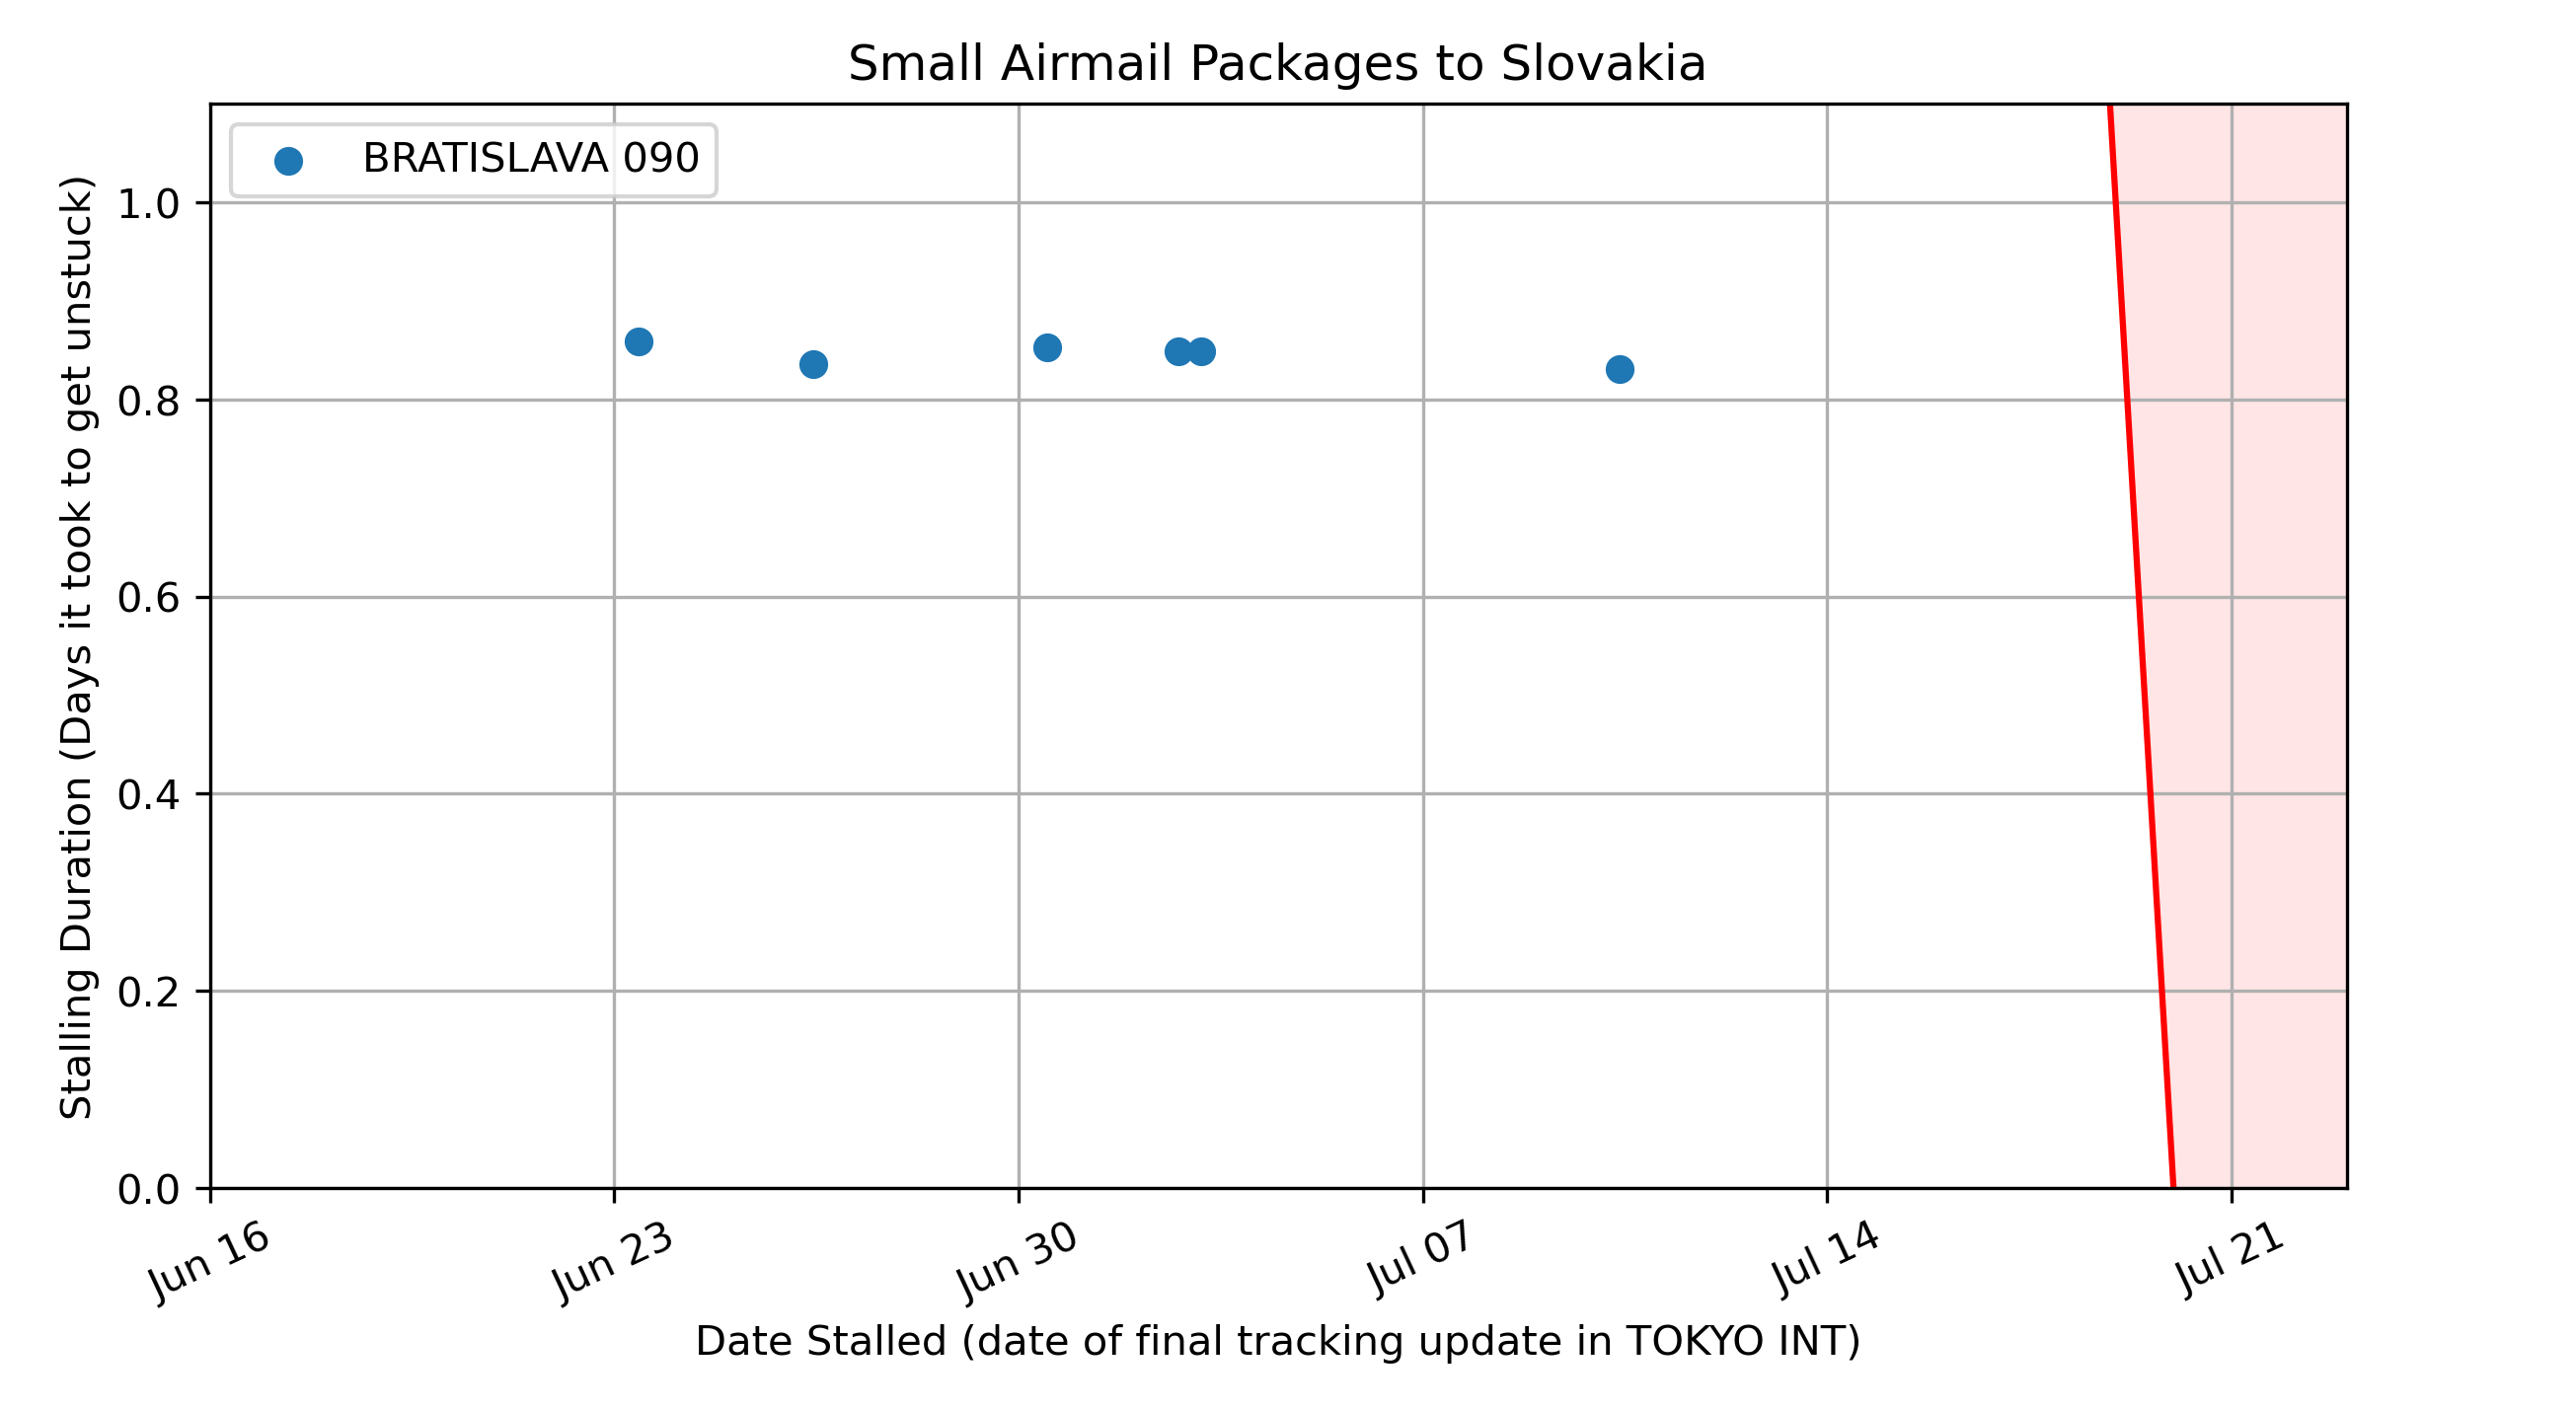 Small Airmail Packages to Slovakia
BRATISLAVA 090
Stalling Duration (Days it took to get unstuck)
1.0
0.8
0.6
0.4
0.2
0.0
Jun 16
Jun 23
Jun 30
Jul 07
Jul 14
Jul 21
Date Stalled (date of final tracking update in TOKYO INT)